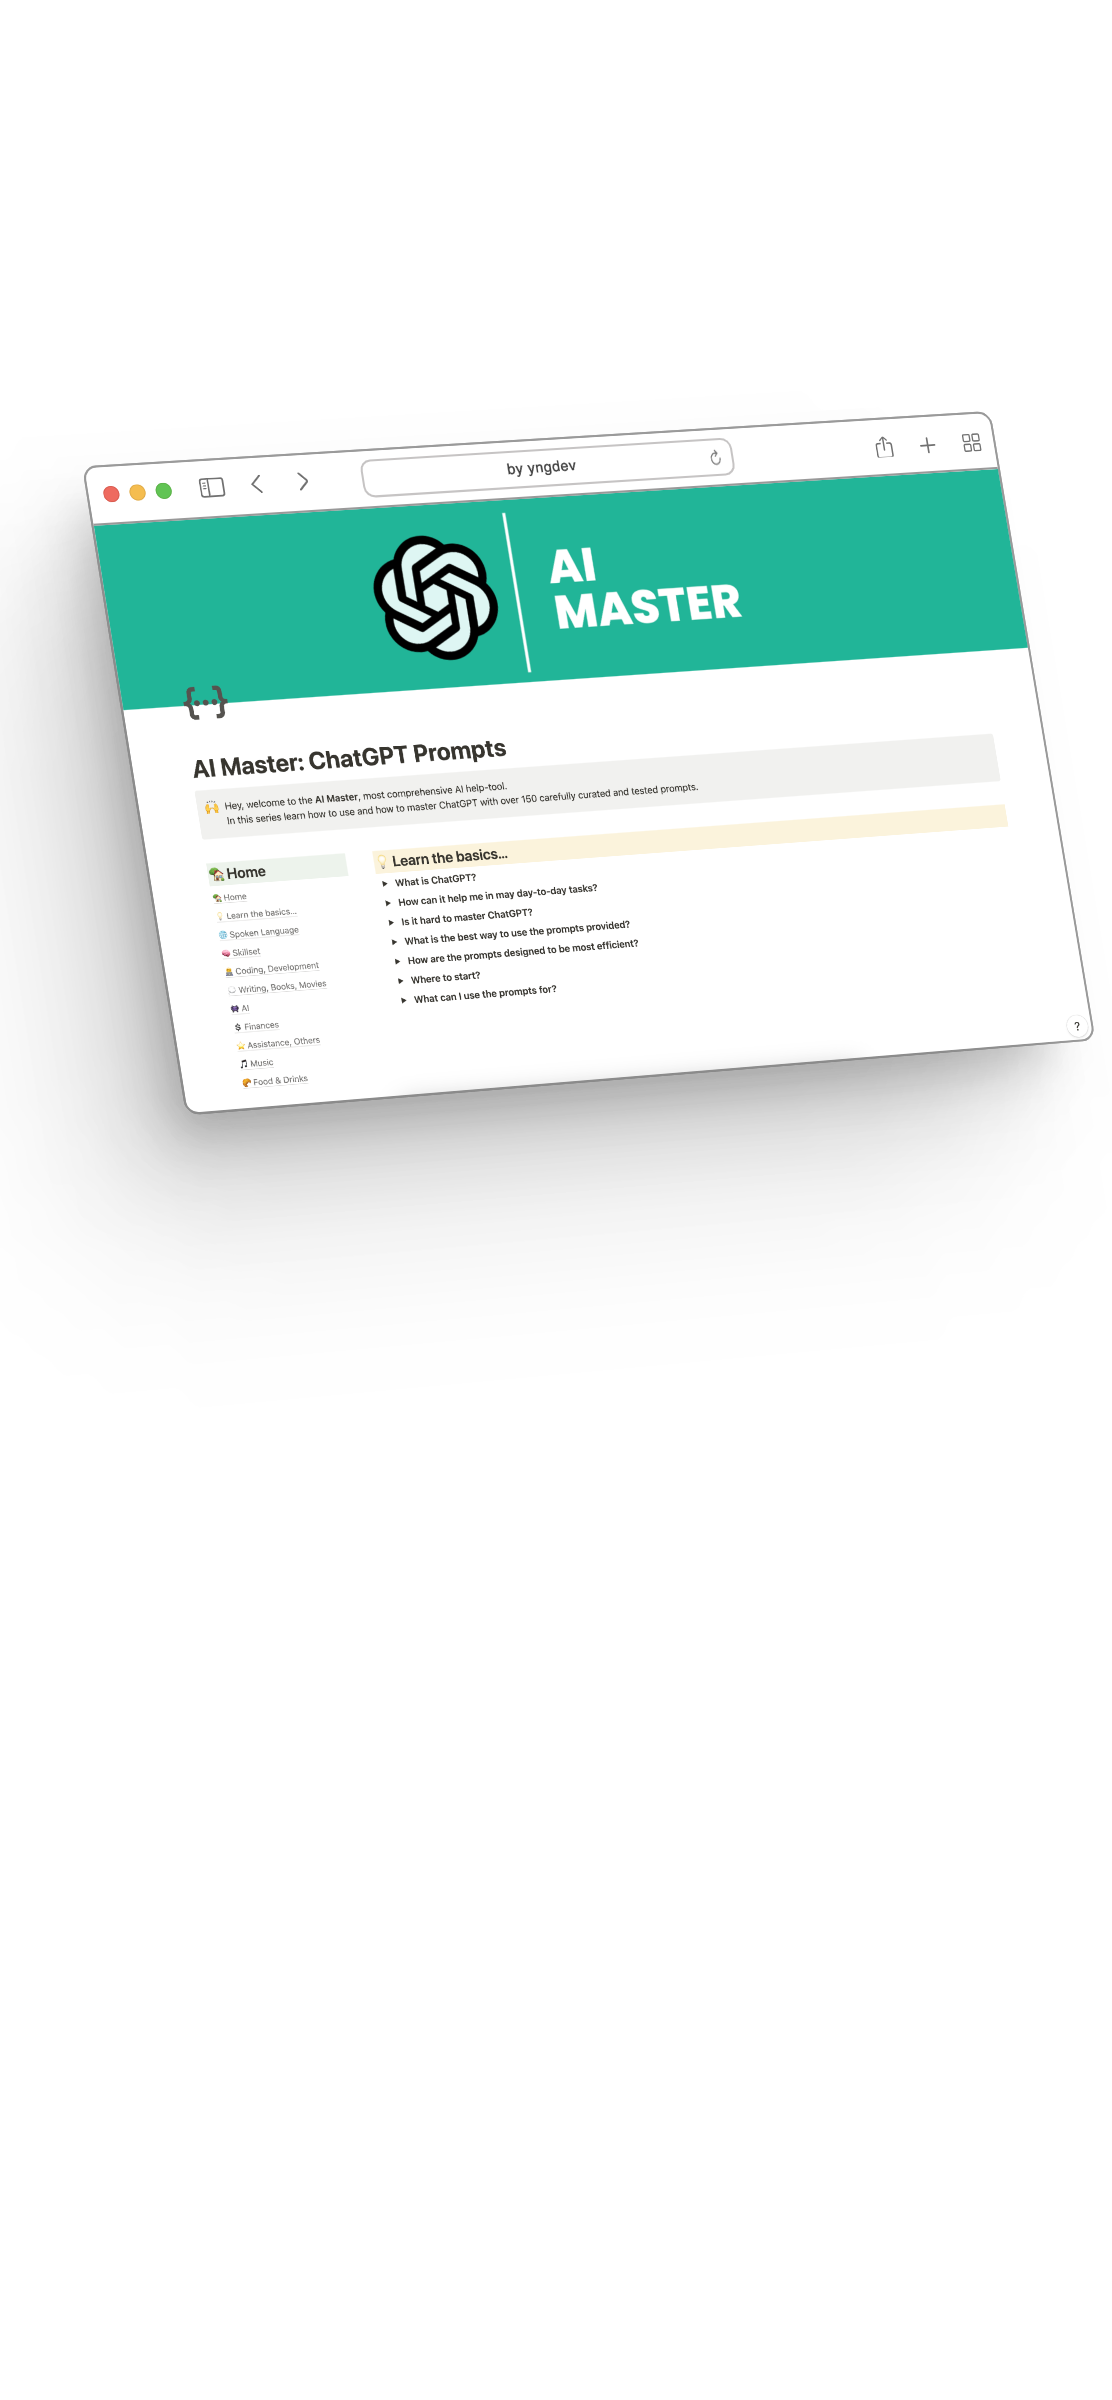 by yngdev
AI
MASTER
{...}
AI Master: ChatGPT Prompts
Hey, welcome to the AI Master, most comprehensive AI help-tool.
In this series learn how to use and how to master ChatGPT with over 150 carefully curated and tested prompts.
Home
Home
Learn the basics...
Spoken Language
Skillset
Coding, Development
Writing, Books, Movies
AI
Finances
Assistance, Others
Music
Food & Drinks
Learn the basics...
What is ChatGPT?
How can it help me in may day-to-day tasks?
Is it hard to master ChatGPT?
What is the best way to use the prompts provided?
How are the prompts designed to be most efficient?
Where to start?
What can I use the prompts for?
?